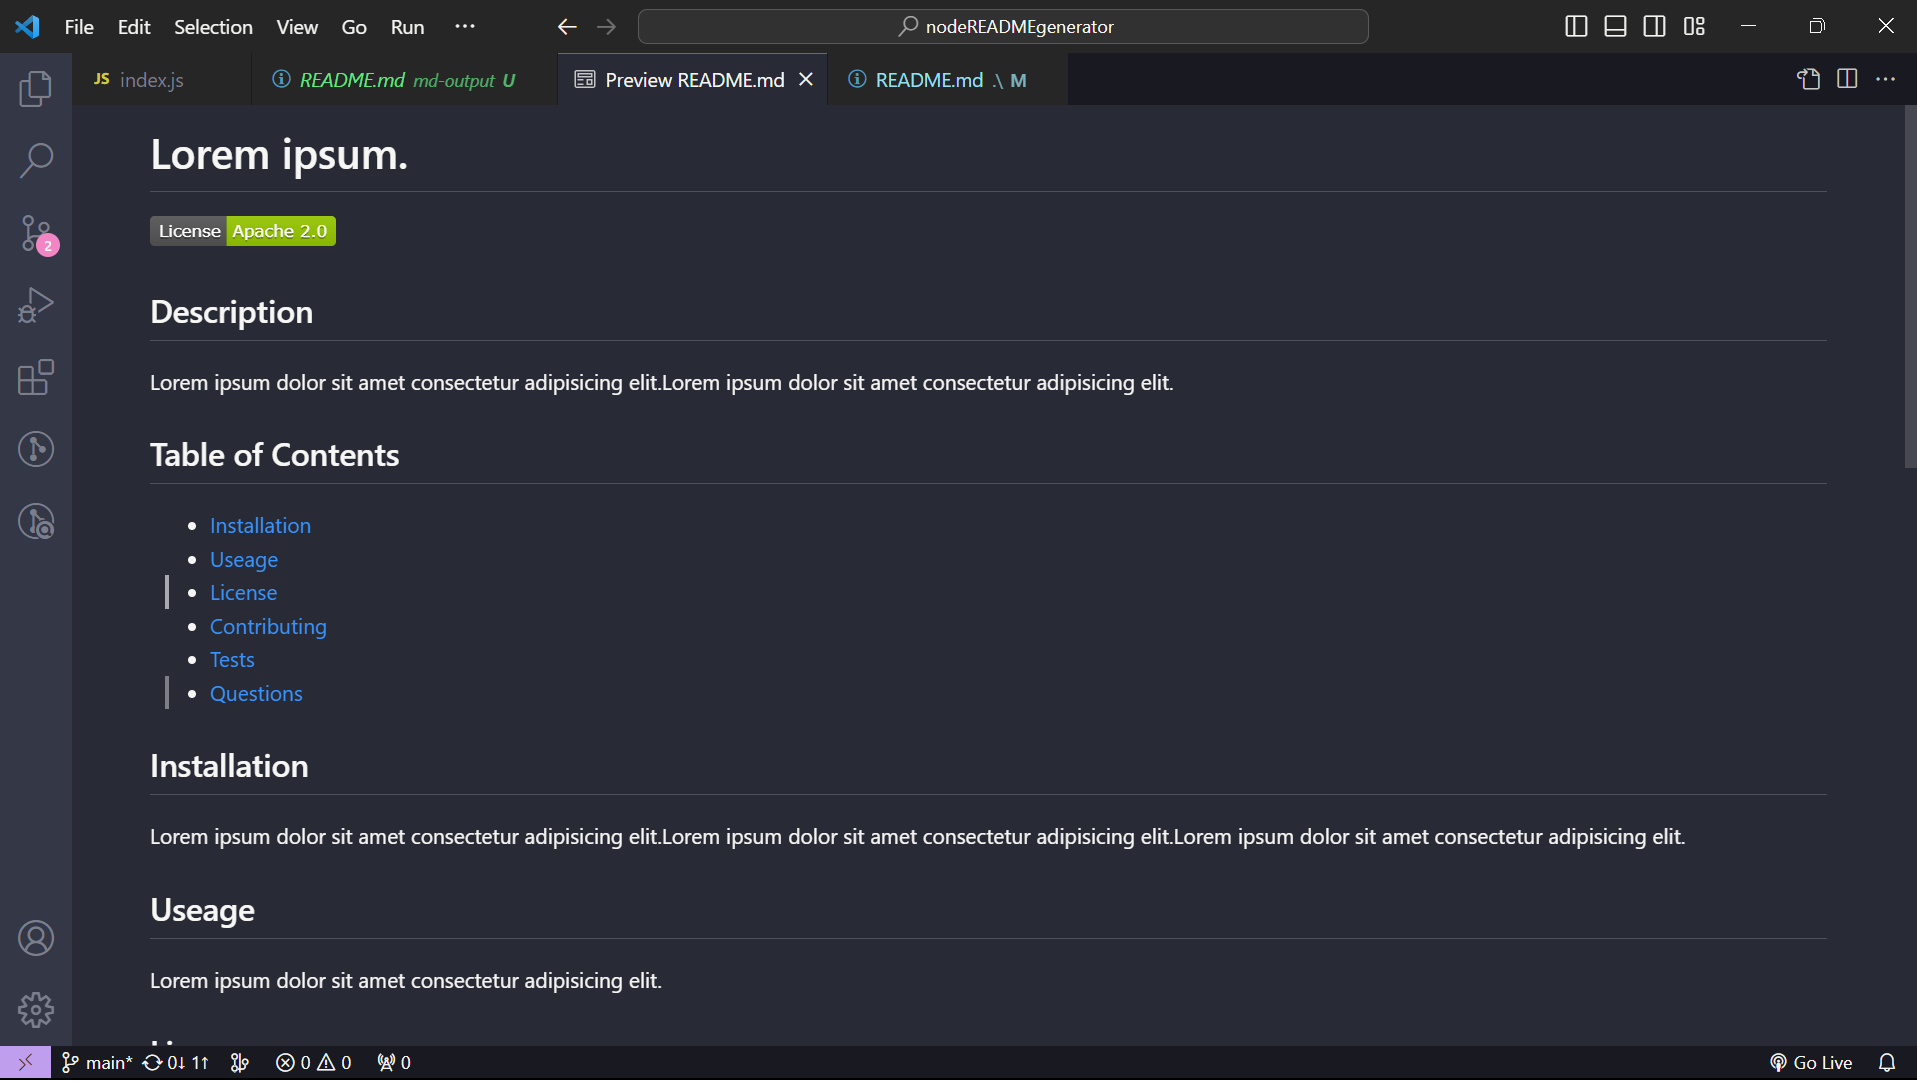 File Edit Selection View Go Run ··· nodeREADMEgenerator
JS index.js README.md md-output U Preview README.md README.md .\ M
Lorem ipsum.
License Apache 2.0
2
Description
Lorem ipsum dolor sit amet consectetur adipisicing elit.Lorem ipsum dolor sit amet consectetur adipisicing elit.
Table of Contents
• Installation
• Useage
• License
• Contributing
• Tests
• Questions
Installation
Lorem ipsum dolor sit amet consectetur adipisicing elit.Lorem ipsum dolor sit amet consectetur adipisicing elit.Lorem ipsum dolor sit amet consectetur adipisicing elit.
Useage
Lorem ipsum dolor sit amet consectetur adipisicing elit.
main* 0↓ 1↑ 0 0 0 Go Live